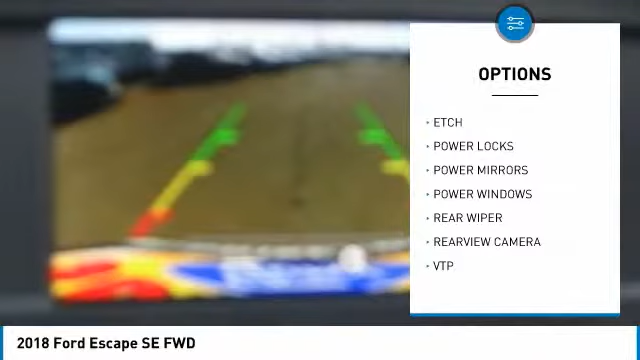 OPTIONS
• ETCH
• POWER LOCKS
• POWER MIRRORS
• POWER WINDOWS
• REAR WIPER
• REARVIEW CAMERA
• VTP
2018 Ford Escape SE FWD